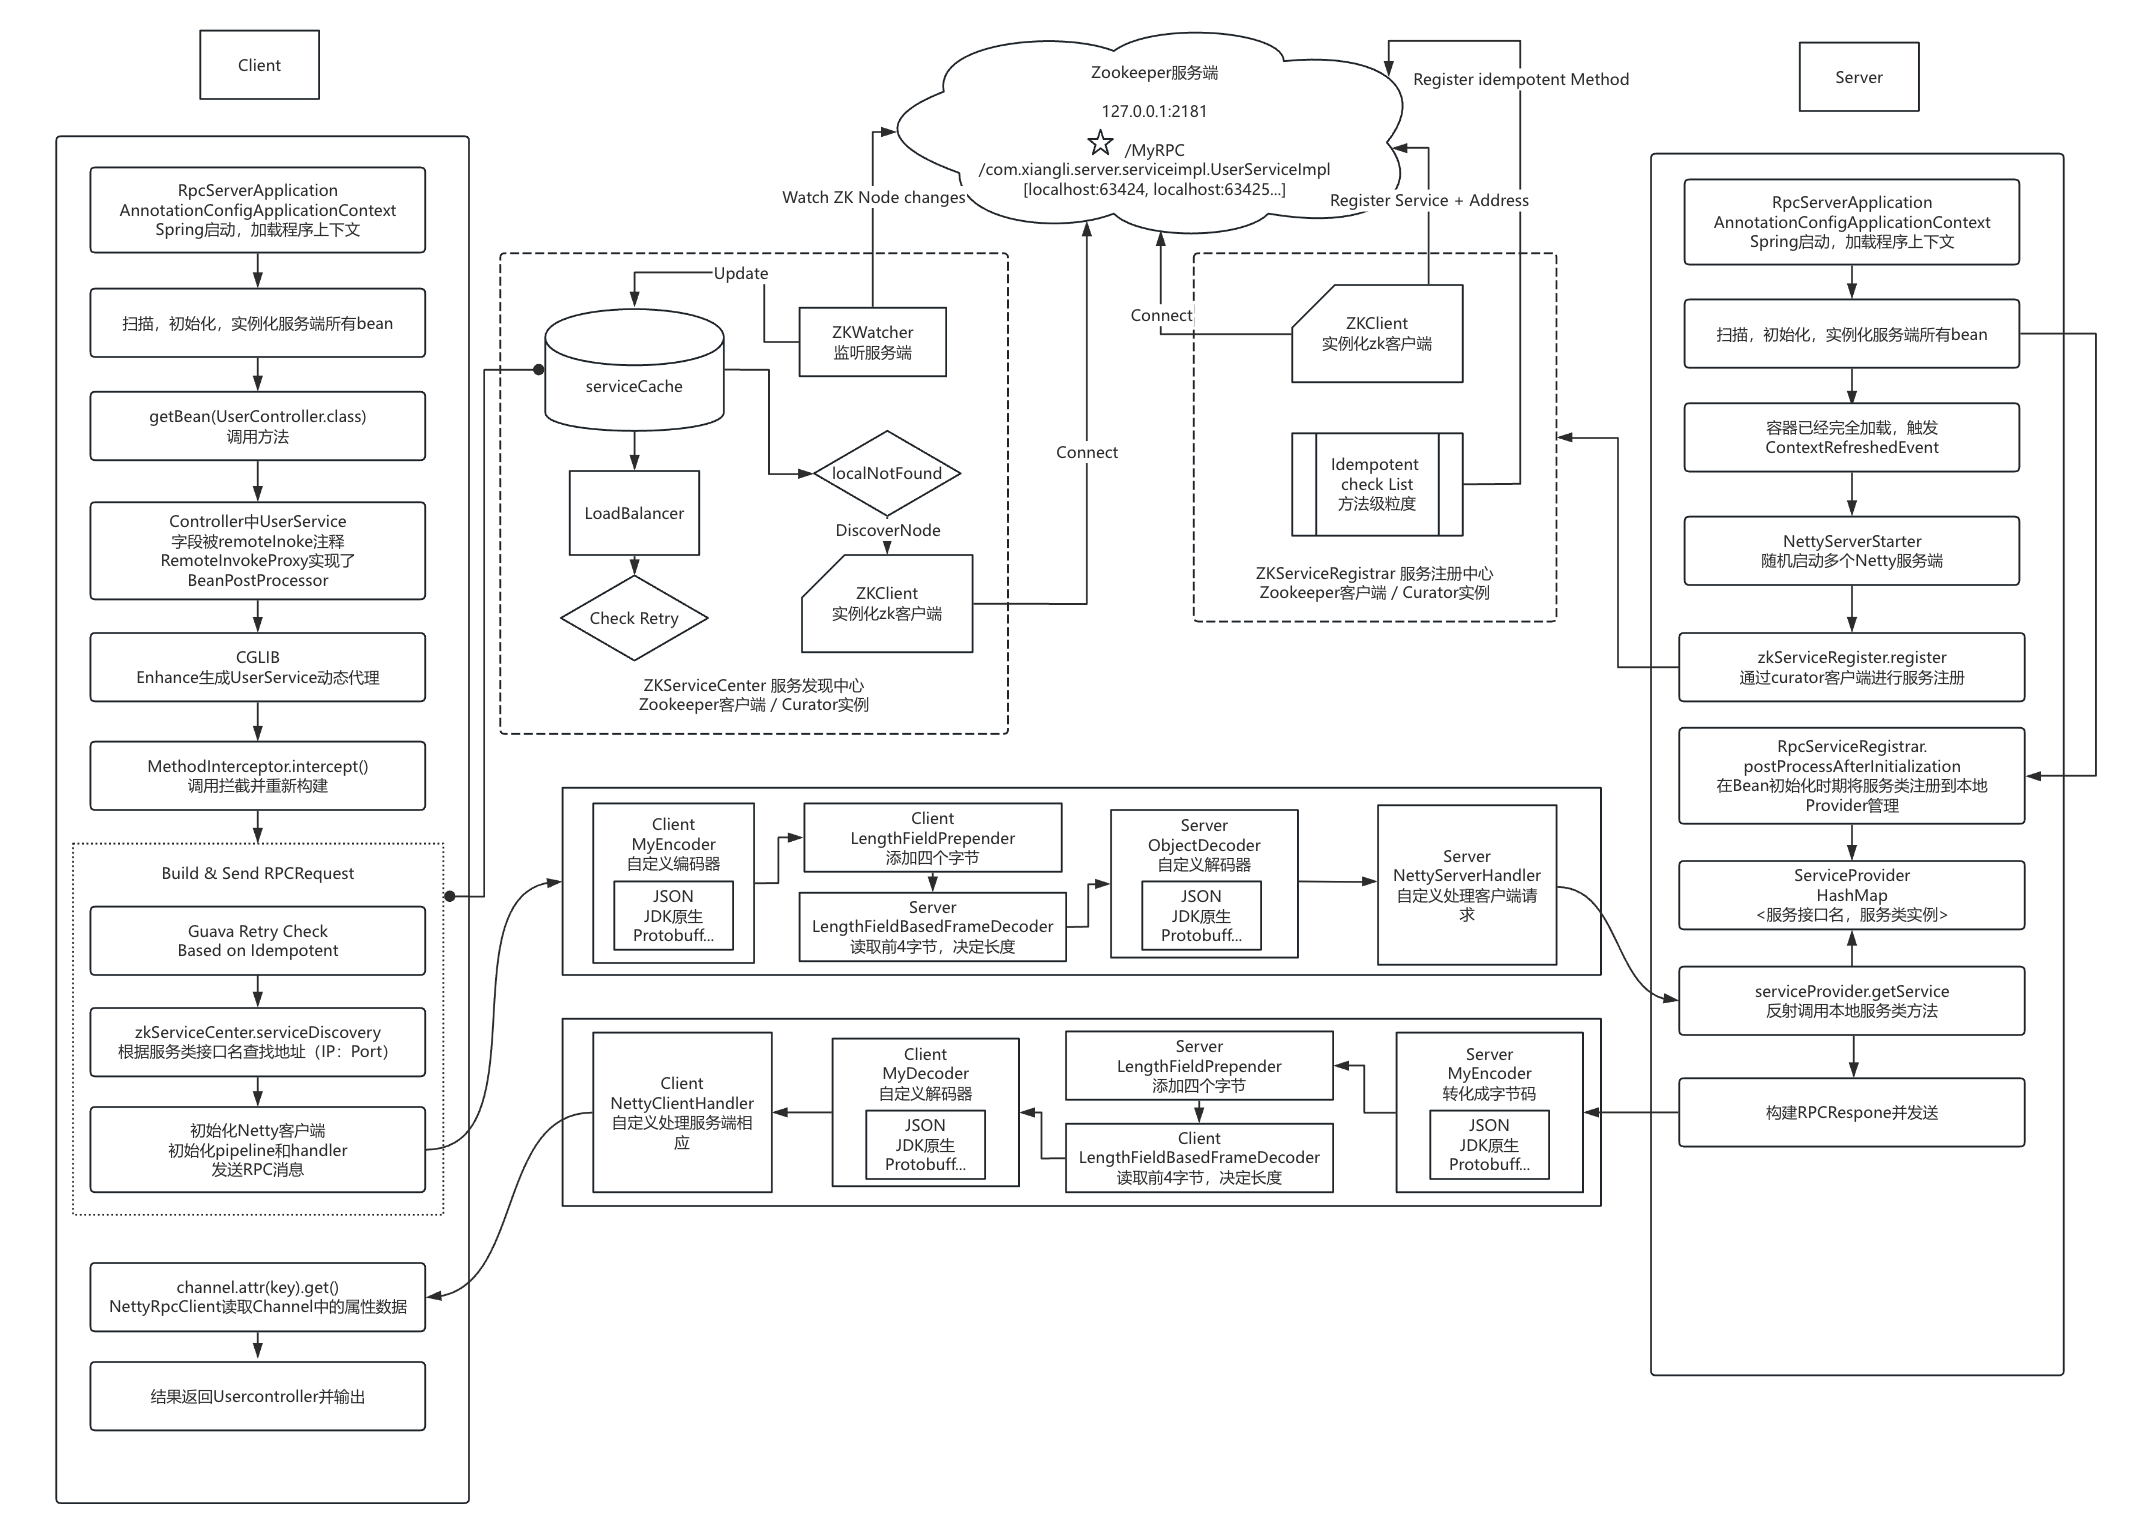 Client
RpcServerApplication
AnnotationConfigApplicationContext
Spring启动，加载程序上下文
扫描，初始化，实例化服务端所有bean
getBean(UserController.class)
调用方法
Controller中UserService
字段被remoteInoke注释
RemoteInvokeProxy实现了
BeanPostProcessor
CGLIB
Enhance生成UserService动态代理
MethodInterceptor.intercept()
调用拦截并重新构建
Build & Send RPCRequest
Guava Retry Check
Based on Idempotent
zkServiceCenter.serviceDiscovery
根据服务类接口名查找地址（IP：Port）
初始化Netty客户端
初始化pipeline和handler
发送RPC消息
channel.attr(key).get()
NettyRpcClient读取Channel中的属性数据
结果返回Usercontroller并输出
Zookeeper服务端
127.0.0.1:2181
/MyRPC
/com.xiangli.server.serviceimpl.UserServiceImpl
[localhost:63424, localhost:63425...]
Watch ZK Node changes
Register idempotent Method
Register Service + Address
Update
ZKWatcher
监听服务端
serviceCache
localNotFound
LoadBalancer
DiscoverNode
Check Retry
ZKClient
实例化zk客户端
Connect
ZKServiceCenter 服务发现中心
Zookeeper客户端 / Curator实例
Connect
ZKClient
实例化zk客户端
Idempotent
check List
方法级粒度
ZKServiceRegistrar 服务注册中心
Zookeeper客户端 / Curator实例
Client
MyEncoder
自定义编码器
JSON
JDK原生
Protobuff...
Client
LengthFieldPrepender
添加四个字节
Server
LengthFieldBasedFrameDecoder
读取前4字节，决定长度
Server
ObjectDecoder
自定义解码器
JSON
JDK原生
Protobuff...
Server
NettyServerHandler
自定义处理客户端请
求
Client
NettyClientHandler
自定义处理服务端相
应
Client
MyDecoder
自定义解码器
JSON
JDK原生
Protobuff...
Server
LengthFieldPrepender
添加四个字节
Client
LengthFieldBasedFrameDecoder
读取前4字节，决定长度
Server
MyEncoder
转化成字节码
JSON
JDK原生
Protobuff...
Server
RpcServerApplication
AnnotationConfigApplicationContext
Spring启动，加载程序上下文
扫描，初始化，实例化服务端所有bean
容器已经完全加载，触发
ContextRefreshedEvent
NettyServerStarter
随机启动多个Netty服务端
zkServiceRegister.register
通过curator客户端进行服务注册
RpcServiceRegistrar.
postProcessAfterInitialization
在Bean初始化时期将服务类注册到本地
Provider管理
ServiceProvider
HashMap
<服务接口名，服务类实例>
serviceProvider.getService
反射调用本地服务类方法
构建RPCRespone并发送